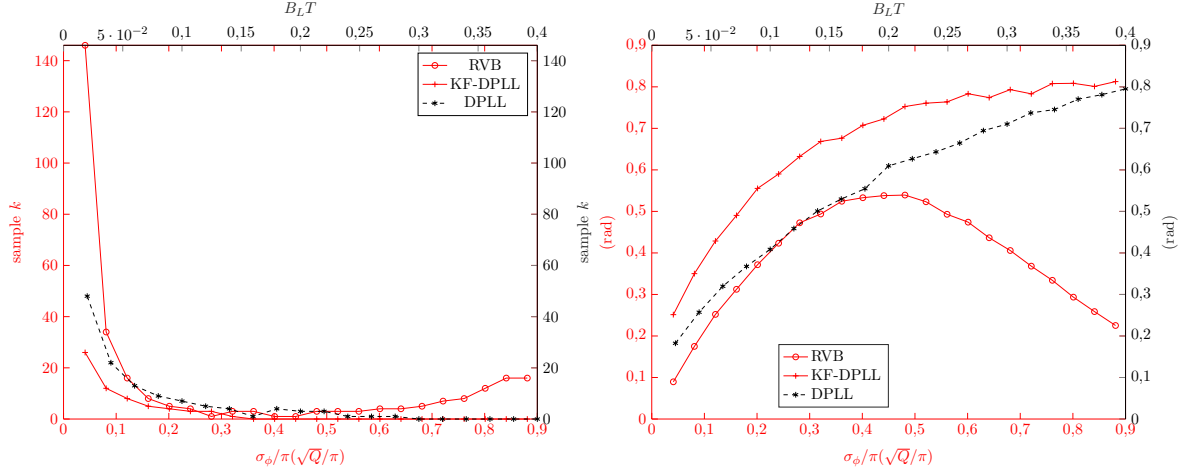 B_L T
0 5 · 10^−2 0,1 0,15 0,2 0,25 0,3 0,35 0,4
140 140
120 120
100 100
80 80
60 60
40 40
20 20
0 0
sample k
sample k
RVB
KF-DPLL
DPLL
0 0,1 0,2 0,3 0,4 0,5 0,6 0,7 0,8 0,9
σ_ϕ/π(√Q/π)
B_L T
0 5 · 10^−2 0,1 0,15 0,2 0,25 0,3 0,35 0,4
0,9 0,9
0,8 0,8
0,7 0,7
0,6 0,6
0,5 0,5
0,4 0,4
0,3 0,3
0,2 0,2
0,1 0,1
0 0
(rad)
(rad)
RVB
KF-DPLL
DPLL
0 0,1 0,2 0,3 0,4 0,5 0,6 0,7 0,8 0,9
σ_ϕ/π(√Q/π)